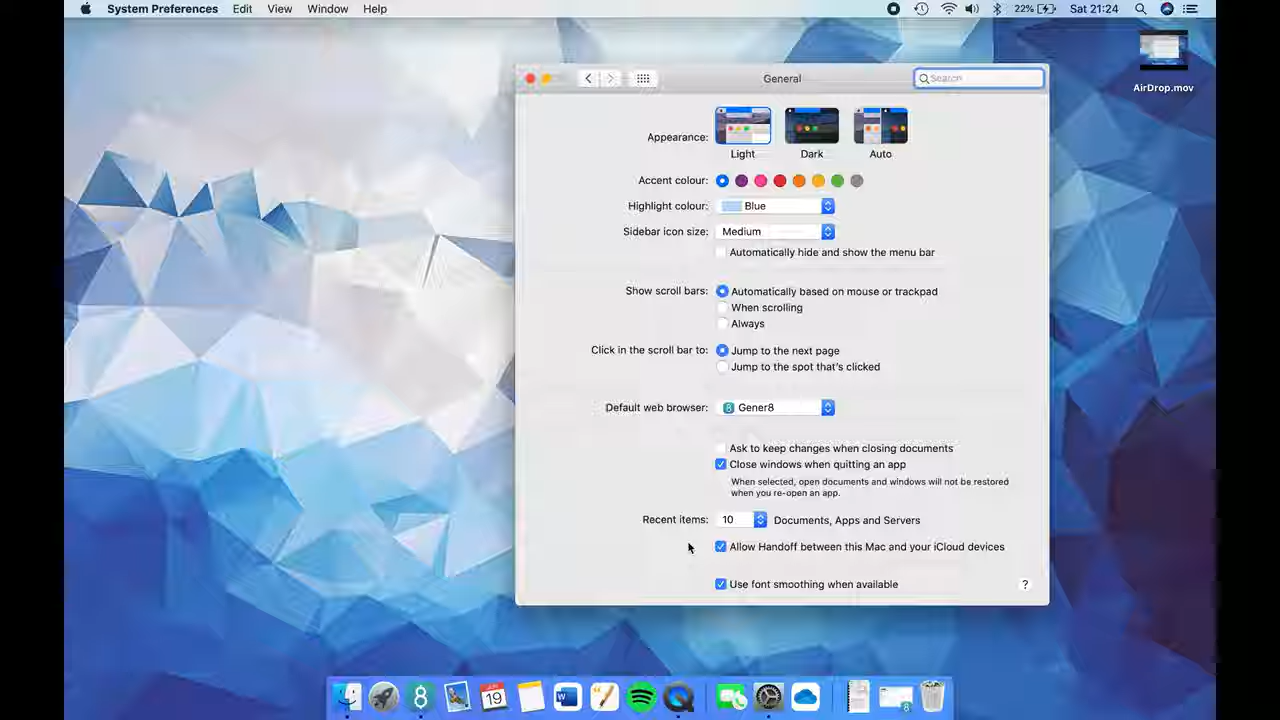 System Preferences Edit View Window Help 22% Sat 21:24
AirDrop.mov
General Search
Appearance:
Light Dark Auto
Accent colour:
Highlight colour: Blue
Sidebar icon size: Medium
Automatically hide and show the menu bar
Show scroll bars: Automatically based on mouse or trackpad
When scrolling
Always
Click in the scroll bar to: Jump to the next page
Jump to the spot that's clicked
Default web browser: 8 Gener8
Ask to keep changes when closing documents
Close windows when quitting an app
When selected, open documents and windows will not be restored
when you re-open an app.
Recent items: 10 Documents, Apps and Servers
Allow Handoff between this Mac and your iCloud devices
Use font smoothing when available ?
8 JUN 19 W 8